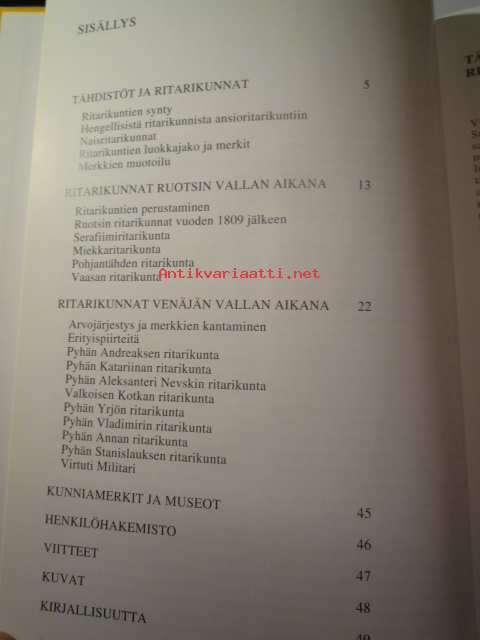 SISÄLLYS
TÄHDISTÖT JA RITARIKUNNAT 5
Ritarikuntien synty
Hengellisistä ritarikunnista ansioritarikuntiin
Naisritarikunnat
Ritarikuntien luokkajako ja merkit
Merkkien muotoilu
RITARIKUNNAT RUOTSIN VALLAN AIKANA 13
Ritarikuntien perustaminen
Ruotsin ritarikunnat vuoden 1809 jälkeen
Serafiimiritarikunta
Miekkaritarikunta
Pohjantähden ritarikunta
Vaasan ritarikunta
Antikvariaatti.net
RITARIKUNNAT VENÄJÄN VALLAN AIKANA 22
Arvojärjestys ja merkkien kantaminen
Erityispiirteitä
Pyhän Andreaksen ritarikunta
Pyhän Katariinan ritarikunta
Pyhän Aleksanteri Nevskin ritarikunta
Valkoisen Kotkan ritarikunta
Pyhän Yrjön ritarikunta
Pyhän Vladimirin ritarikunta
Pyhän Annan ritarikunta
Pyhän Stanislauksen ritarikunta
Virtuti Militari
KUNNIAMERKIT JA MUSEOT 45
HENKILÖHAKEMISTO 46
VIITTEET 47
KUVAT 48
KIRJALLISUUTTA 49